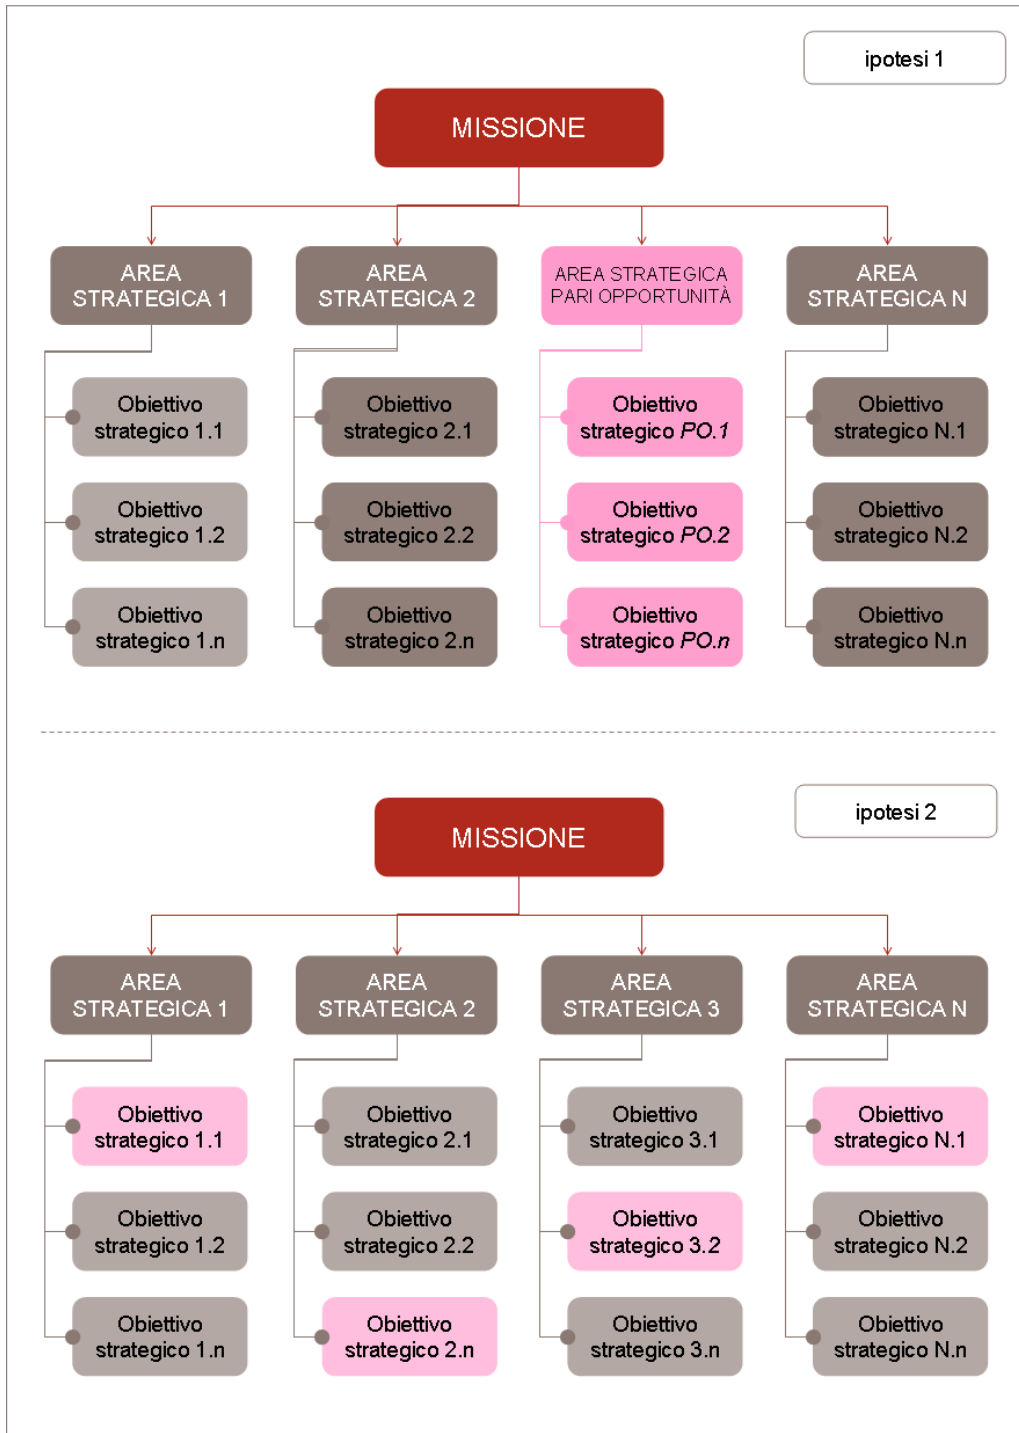 ipotesi 1
MISSIONE
AREA
STRATEGICA 1
AREA
STRATEGICA 2
AREA STRATEGICA
PARI OPPORTUNITÀ
AREA
STRATEGICA N
Obiettivo
strategico 1.1
Obiettivo
strategico 2.1
Obiettivo
strategico PO.1
Obiettivo
strategico N.1
Obiettivo
strategico 1.2
Obiettivo
strategico 2.2
Obiettivo
strategico PO.2
Obiettivo
strategico N.2
Obiettivo
strategico 1.n
Obiettivo
strategico 2.n
Obiettivo
strategico PO.n
Obiettivo
strategico N.n
ipotesi 2
MISSIONE
AREA
STRATEGICA 1
AREA
STRATEGICA 2
AREA
STRATEGICA 3
AREA
STRATEGICA N
Obiettivo
strategico 1.1
Obiettivo
strategico 2.1
Obiettivo
strategico 3.1
Obiettivo
strategico N.1
Obiettivo
strategico 1.2
Obiettivo
strategico 2.2
Obiettivo
strategico 3.2
Obiettivo
strategico N.2
Obiettivo
strategico 1.n
Obiettivo
strategico 2.n
Obiettivo
strategico 3.n
Obiettivo
strategico N.n